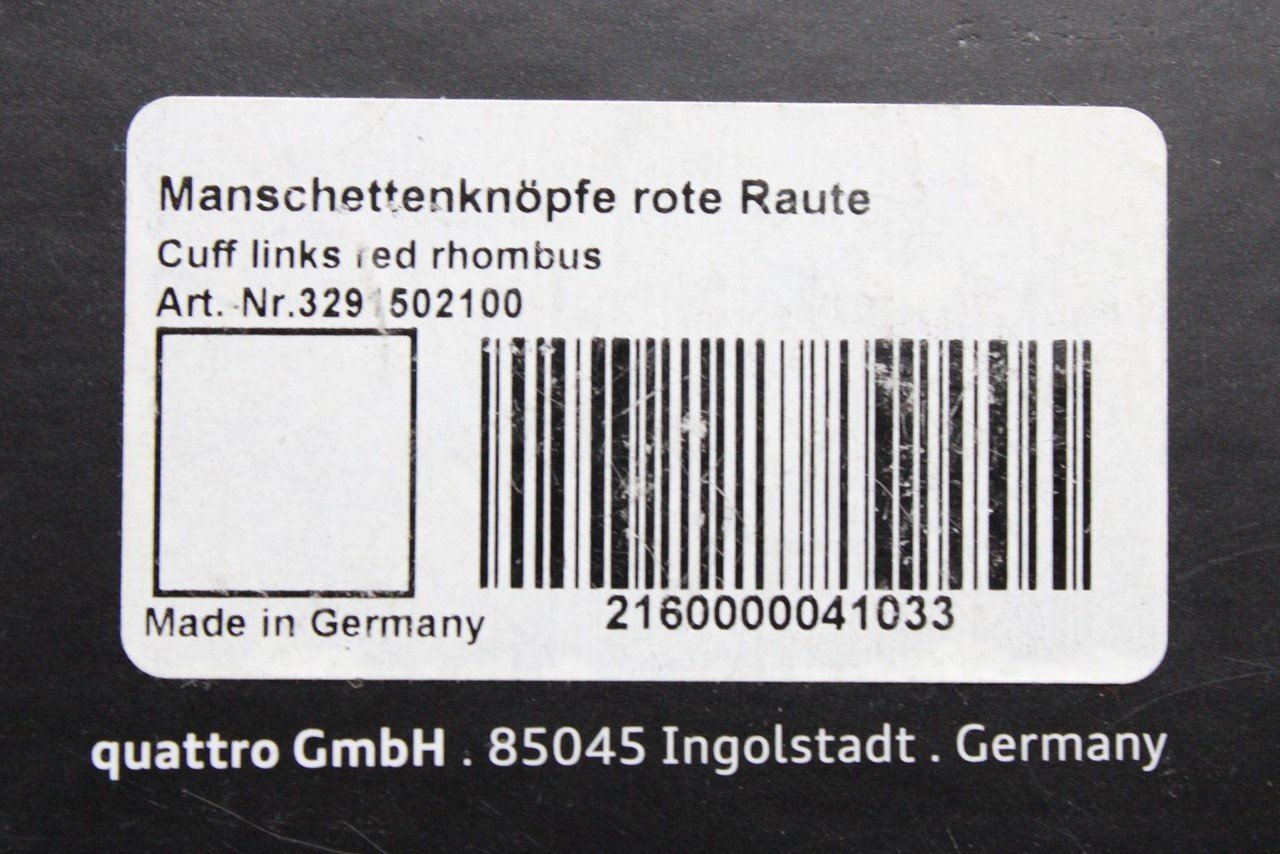 Manschettenknöpfe rote Raute
Cuff links red rhombus
Art.-Nr.3291502100
Made in Germany
2160000041033
quattro GmbH . 85045 Ingolstadt . Germany